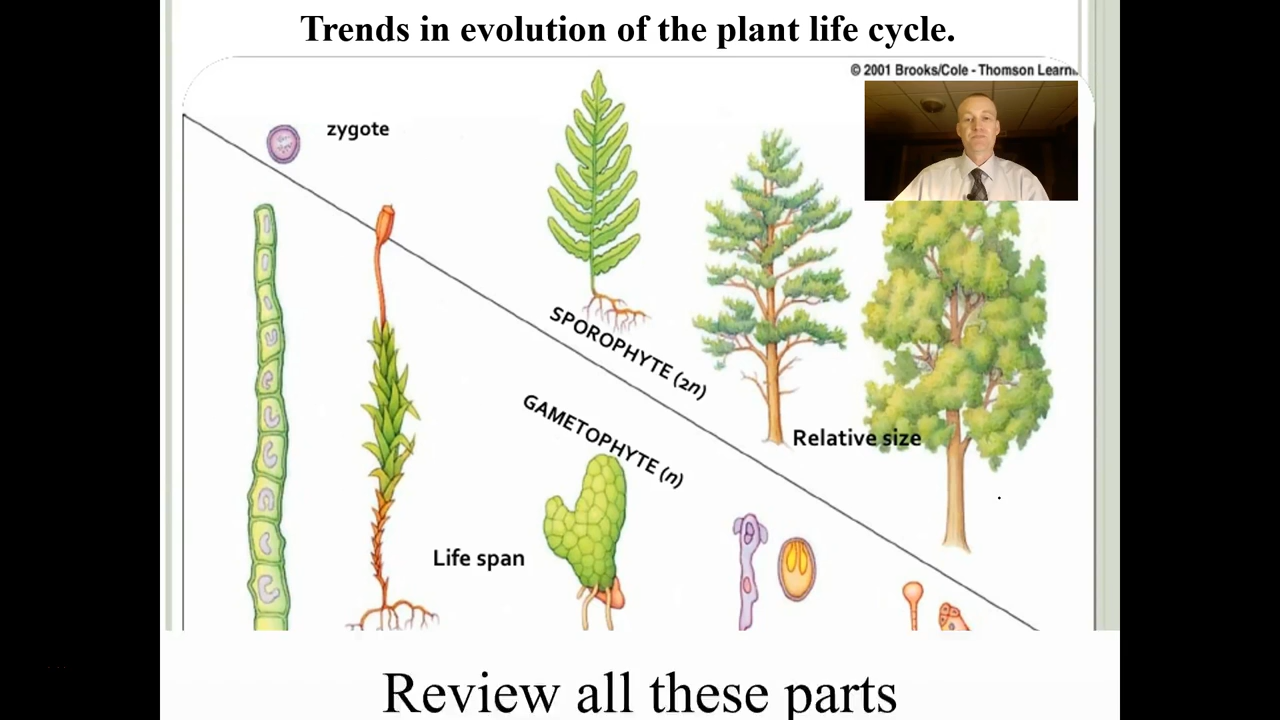 Trends in evolution of the plant life cycle.
© 2001 Brooks/Cole - Thomson Learni
zygote
SPOROPHYTE (2n)
GAMETOPHYTE (n)
Relative size
Life span
Review all these parts